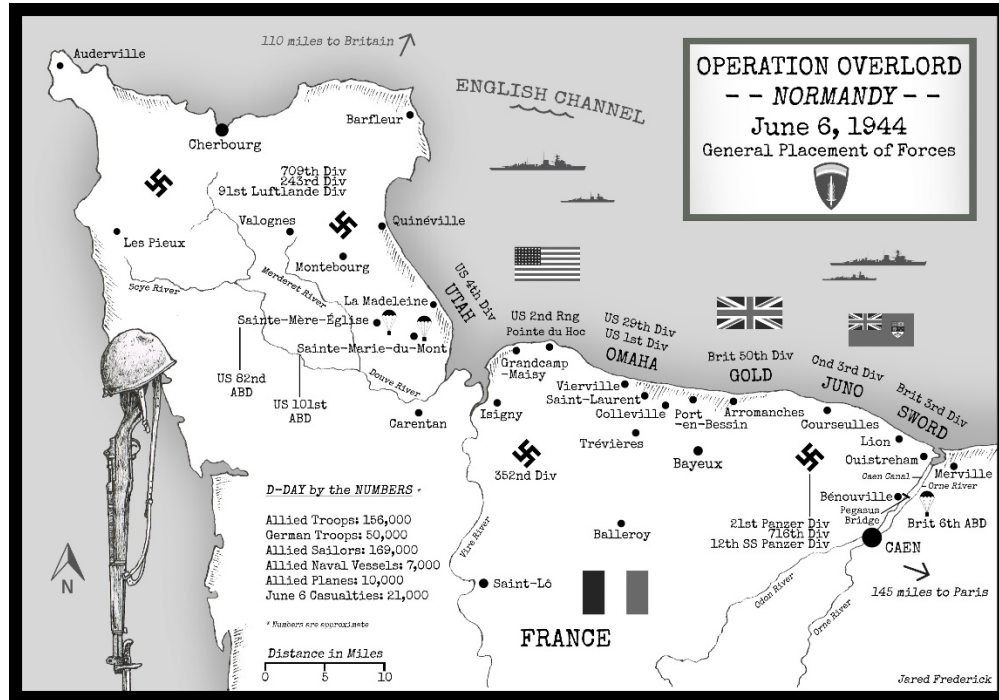 OPERATION OVERLORD
- - NORMANDY - -
June 6, 1944
General Placement of Forces
110 miles to Britain
ENGLISH CHANNEL
Auderville
Barfleur
Cherbourg
709th Div
243rd Div
91st Luftlande Div
Valognes
Quinéville
Les Pieux
Montebourg
Scye River
Merderet River
La Madeleine
US 4th Div
UTAH
Sainte-Mère-Église
Sainte-Marie-du-Mont
US 82nd
ABD
US 101st
ABD
Douve River
Carentan
US 2nd Rng
Pointe du Hoc
US 29th Div
US 1st Div
OMAHA
Brit 50th Div
GOLD
Cnd 3rd Div
JUNO
Brit 3rd Div
SWORD
Grandcamp
-Maisy
Isigny
Vierville
Saint-Laurent
Colleville
Port
-en-Bessin
Arromanches
Courseulles
Lion
Ouistreham
Merville
Caen Canal
Orne River
Trévières
Bayeux
352nd Div
Bénouville
Pegasus
Bridge
Brit 6th ABD
21st Panzer Div
716th Div
12th SS Panzer Div
CAEN
145 miles to Paris
Balleroy
Vire River
Saint-Lô
Odon River
Orne River
FRANCE
D-DAY by the NUMBERS *
Allied Troops: 156,000
German Troops: 50,000
Allied Sailors: 169,000
Allied Naval Vessels: 7,000
Allied Planes: 10,000
June 6 Casualties: 21,000
* Numbers are approximate
Distance in Miles
0 5 10
N
Jared Frederick